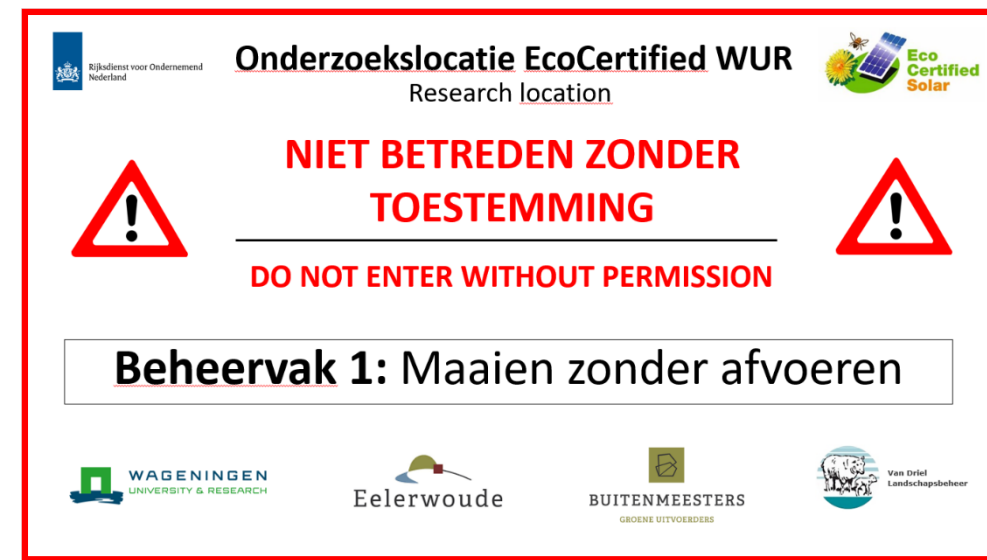 Rijksdienst voor Ondernemend
Nederland
Onderzoekslocatie EcoCertified WUR
Research location
Eco
Certified
Solar
NIET BETREDEN ZONDER
TOESTEMMING
DO NOT ENTER WITHOUT PERMISSION
Beheervak 1: Maaien zonder afvoeren
WAGENINGEN
UNIVERSITY & RESEARCH
Eelerwoude
BUITENMEESTERS
GROENE UITVOERDERS
Van Driel
Landschapsbeheer